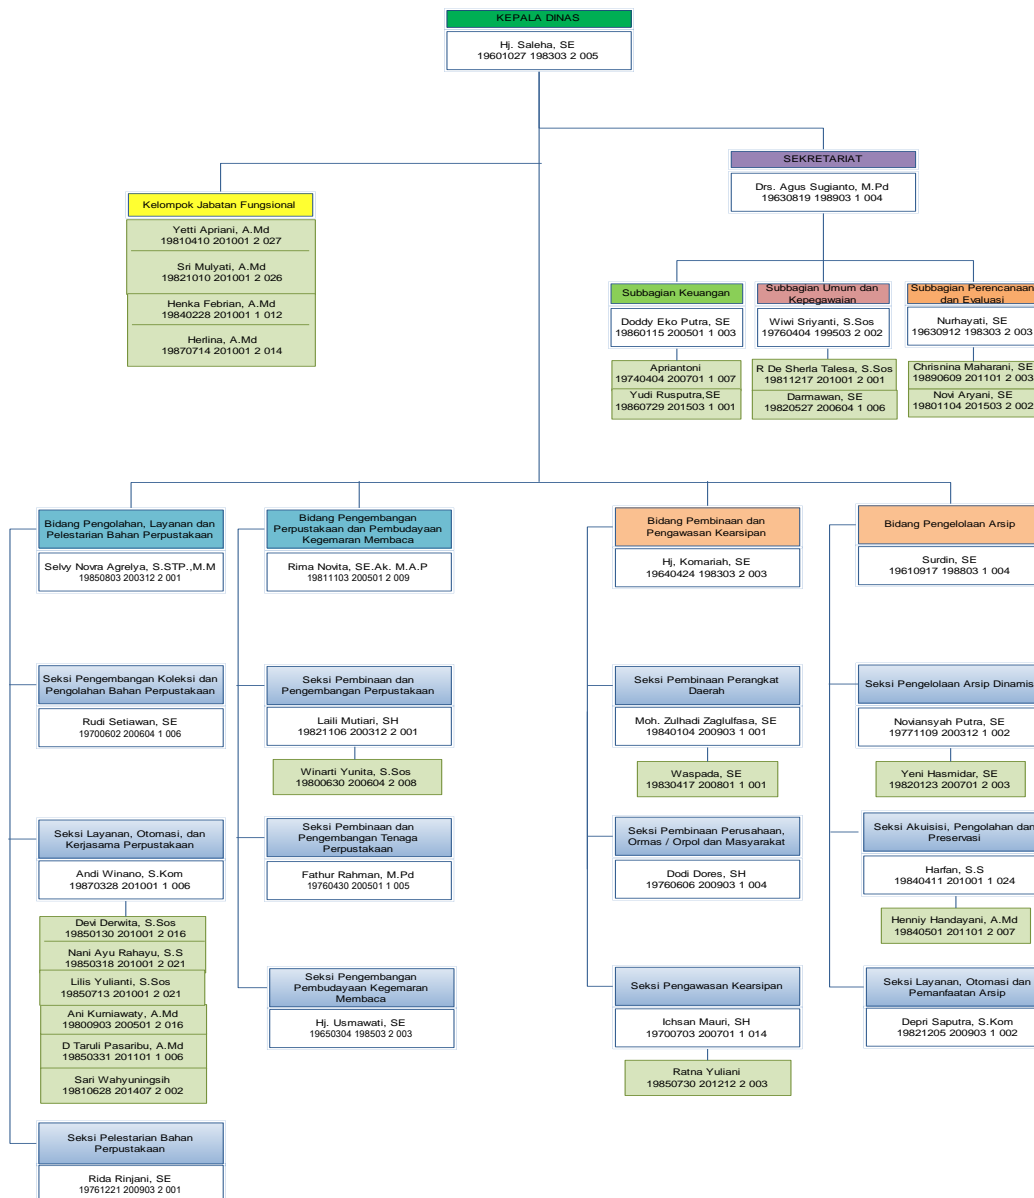 KEPALA DINAS
Hj. Saleha, SE
19601027 198303 2 005
SEKRETARIAT
Drs. Agus Sugianto, M.Pd
19630819 198903 1 004
Kelompok Jabatan Fungsional
Yetti Apriani, A.Md
19810410 201001 2 027
Sri Mulyati, A.Md
19821010 201001 2 026
Henka Febrian, A.Md
19840228 201001 1 012
Herlina, A.Md
19870714 201001 2 014
Subbagian Keuangan
Doddy Eko Putra, SE
19860115 200501 1 003
Apriantoni
19740404 200701 1 007
Yudi Rusputra,SE
19860729 201503 1 001
Subbagian Umum dan
Kepegawaian
Wiwi Sriyanti, S.Sos
19760404 199503 2 002
R De Sherla Talesa, S.Sos
19811217 201001 2 001
Darmawan, SE
19820527 200604 1 006
Subbagian Perencanaan
dan Evaluasi
Nurhayati, SE
19630912 198303 2 003
Chrisnina Maharani, SE
19890609 201101 2 003
Novi Aryani, SE
19801104 201503 2 002
Bidang Pengolahan, Layanan dan
Pelestarian Bahan Perpustakaan
Selvy Novra Agrelya, S.STP.,M.M
19850803 200312 2 001
Seksi Pengembangan Koleksi dan
Pengolahan Bahan Perpustakaan
Rudi Setiawan, SE
19700602 200604 1 006
Seksi Layanan, Otomasi, dan
Kerjasama Perpustakaan
Andi Winano, S.Kom
19870328 201001 1 006
Devi Derwita, S.Sos
19850130 201001 2 016
Nani Ayu Rahayu, S.S
19850318 201001 2 021
Lilis Yulianti, S.Sos
19850713 201001 2 021
Ani Kurniawaty, A.Md
19800903 200501 2 016
D Taruli Pasaribu, A.Md
19850331 201101 1 006
Sari Wahyuningsih
19810628 201407 2 002
Seksi Pelestarian Bahan
Perpustakaan
Rida Rinjani, SE
19761221 200903 2 001
Bidang Pengembangan
Perpustakaan dan Pembudayaan
Kegemaran Membaca
Rima Novita, SE.Ak. M.A.P
19811103 200501 2 009
Seksi Pembinaan dan
Pengembangan Perpustakaan
Laili Mutiari, SH
19821106 200312 2 001
Winarti Yunita, S.Sos
19800630 200604 2 008
Seksi Pembinaan dan
Pengembangan Tenaga
Perpustakaan
Fathur Rahman, M.Pd
19760430 200501 1 005
Seksi Pengembangan
Pembudayaan Kegemaran
Membaca
Hj. Usmawati, SE
19650304 198503 2 003
Bidang Pembinaan dan
Pengawasan Kearsipan
Hj, Komariah, SE
19640424 198303 2 003
Seksi Pembinaan Perangkat
Daerah
Moh. Zulhadi Zaglulfasa, SE
19840104 200903 1 001
Waspada, SE
19830417 200801 1 001
Seksi Pembinaan Perusahaan,
Ormas / Orpol dan Masyarakat
Dodi Dores, SH
19760606 200903 1 004
Seksi Pengawasan Kearsipan
Ichsan Mauri, SH
19700703 200701 1 014
Ratna Yuliani
19850730 201212 2 003
Bidang Pengelolaan Arsip
Surdin, SE
19610917 198803 1 004
Seksi Pengelolaan Arsip Dinamis
Noviansyah Putra, SE
19771109 200312 1 002
Yeni Hasmidar, SE
19820123 200701 2 003
Seksi Akuisisi, Pengolahan dan
Preservasi
Harfan, S.S
19840411 201001 1 024
Henniy Handayani, A.Md
19840501 201101 2 007
Seksi Layanan, Otomasi dan
Pemanfaatan Arsip
Depri Saputra, S.Kom
19821205 200903 1 002